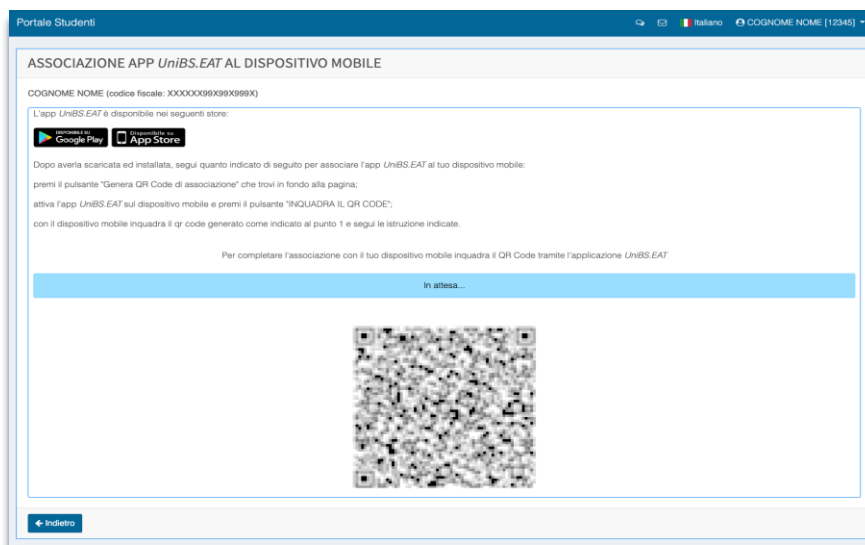 Portale Studenti
Italiano
COGNOME NOME [12345]
ASSOCIAZIONE APP UniBS.EAT AL DISPOSITIVO MOBILE
COGNOME NOME (codice fiscale: XXXXXX99X99X999X)
L'app UniBS.EAT è disponibile nei seguenti store:
DISPONIBILE SU
Google Play
Disponibile su
App Store
Dopo averla scaricata ed installata, segui quanto indicato di seguito per associare l'app UniBS.EAT al tuo dispositivo mobile:
premi il pulsante "Genera QR Code di associazione" che trovi in fondo alla pagina;
attiva l'app UniBS.EAT sul dispositivo mobile e premi il pulsante "INQUADRA IL QR CODE";
con il dispositivo mobile inquadra il qr code generato come indicato al punto 1 e segui le istruzione indicate.
Per completare l'associazione con il tuo dispositivo mobile inquadra il QR Code tramite l'applicazione UniBS.EAT
In attesa...
Indietro